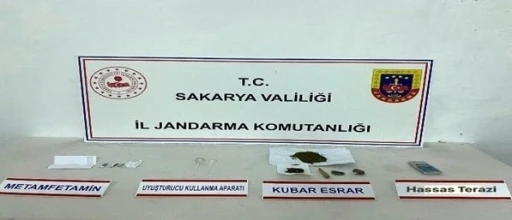 T.C.
SAKARYA VALİLİĞİ
İL JANDARMA KOMUTANLIĞI
METAMFETAMİN
UYUŞTURUCU KULLANMA APARATI
KUBAR ESRAR
Hassas Terazi